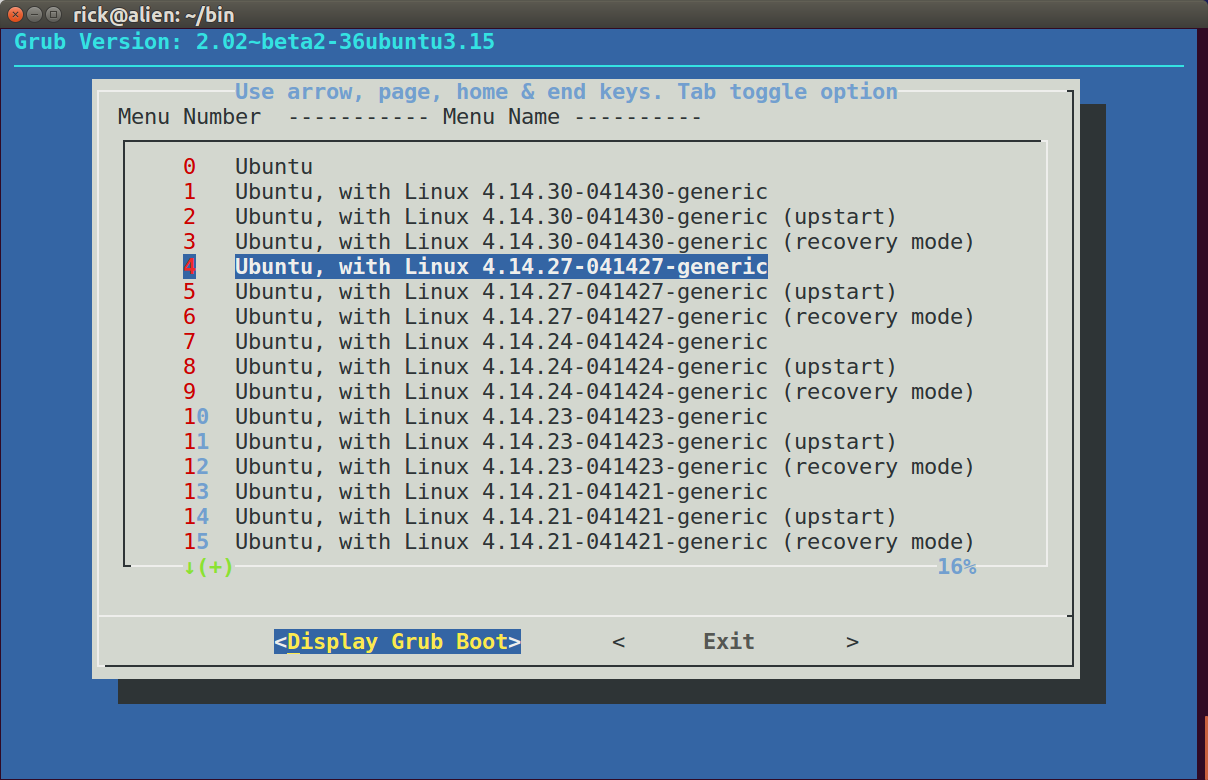 rick@alien: ~/bin
Grub Version: 2.02~beta2-36ubuntu3.15
Use arrow, page, home & end keys. Tab toggle option
Menu Number  ----------- Menu Name ----------
0   Ubuntu
1   Ubuntu, with Linux 4.14.30-041430-generic
2   Ubuntu, with Linux 4.14.30-041430-generic (upstart)
3   Ubuntu, with Linux 4.14.30-041430-generic (recovery mode)
4   Ubuntu, with Linux 4.14.27-041427-generic
5   Ubuntu, with Linux 4.14.27-041427-generic (upstart)
6   Ubuntu, with Linux 4.14.27-041427-generic (recovery mode)
7   Ubuntu, with Linux 4.14.24-041424-generic
8   Ubuntu, with Linux 4.14.24-041424-generic (upstart)
9   Ubuntu, with Linux 4.14.24-041424-generic (recovery mode)
10  Ubuntu, with Linux 4.14.23-041423-generic
11  Ubuntu, with Linux 4.14.23-041423-generic (upstart)
12  Ubuntu, with Linux 4.14.23-041423-generic (recovery mode)
13  Ubuntu, with Linux 4.14.21-041421-generic
14  Ubuntu, with Linux 4.14.21-041421-generic (upstart)
15  Ubuntu, with Linux 4.14.21-041421-generic (recovery mode)
↓(+) 16%
<Display Grub Boot> < Exit >